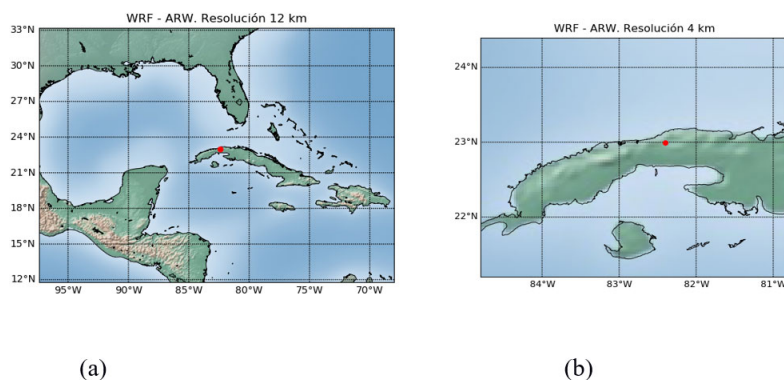 WRF - ARW. Resolución 12 km
33°N
30°N
27°N
24°N
21°N
18°N
15°N
12°N
95°W 90°W 85°W 80°W 75°W 70°W
(a)
WRF - ARW. Resolución 4 km
24°N
23°N
22°N
84°W 83°W 82°W 81°W
(b)